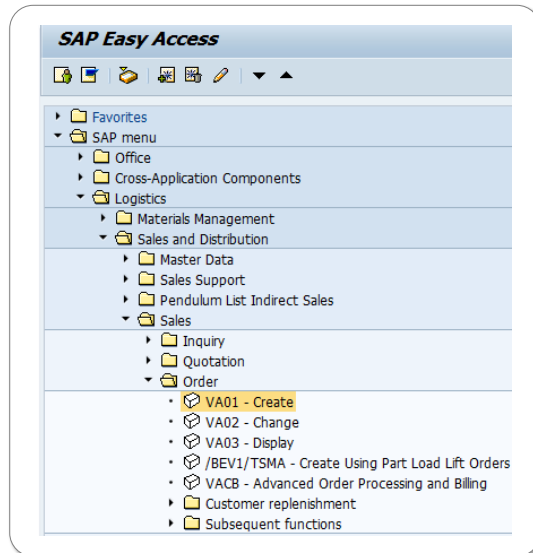 SAP Easy Access
Favorites
SAP menu
Office
Cross-Application Components
Logistics
Materials Management
Sales and Distribution
Master Data
Sales Support
Pendulum List Indirect Sales
Sales
Inquiry
Quotation
Order
VA01 - Create
VA02 - Change
VA03 - Display
/BEV1/TSMA - Create Using Part Load Lift Orders
VACB - Advanced Order Processing and Billing
Customer replenishment
Subsequent functions